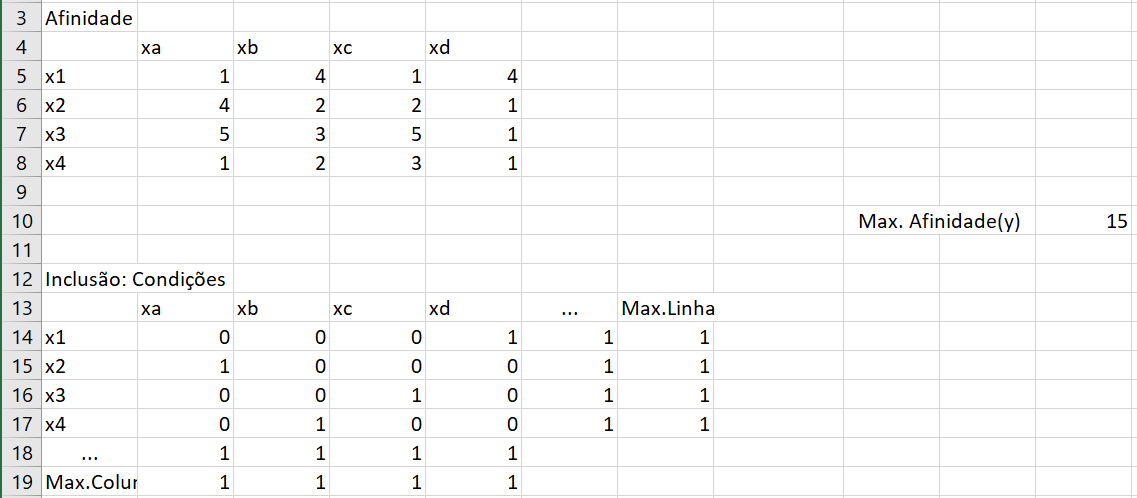 3 Afinidade
4 xa xb xc xd
5 x1 1 4 1 4
6 x2 4 2 2 1
7 x3 5 3 5 1
8 x4 1 2 3 1
9
10 Max. Afinidade(y) 15
11
12 Inclusão: Condições
13 xa xb xc xd ... Max.Linha
14 x1 0 0 0 1 1 1
15 x2 1 0 0 0 1 1
16 x3 0 0 1 0 1 1
17 x4 0 1 0 0 1 1
18 ... 1 1 1 1
19 Max.Colur 1 1 1 1